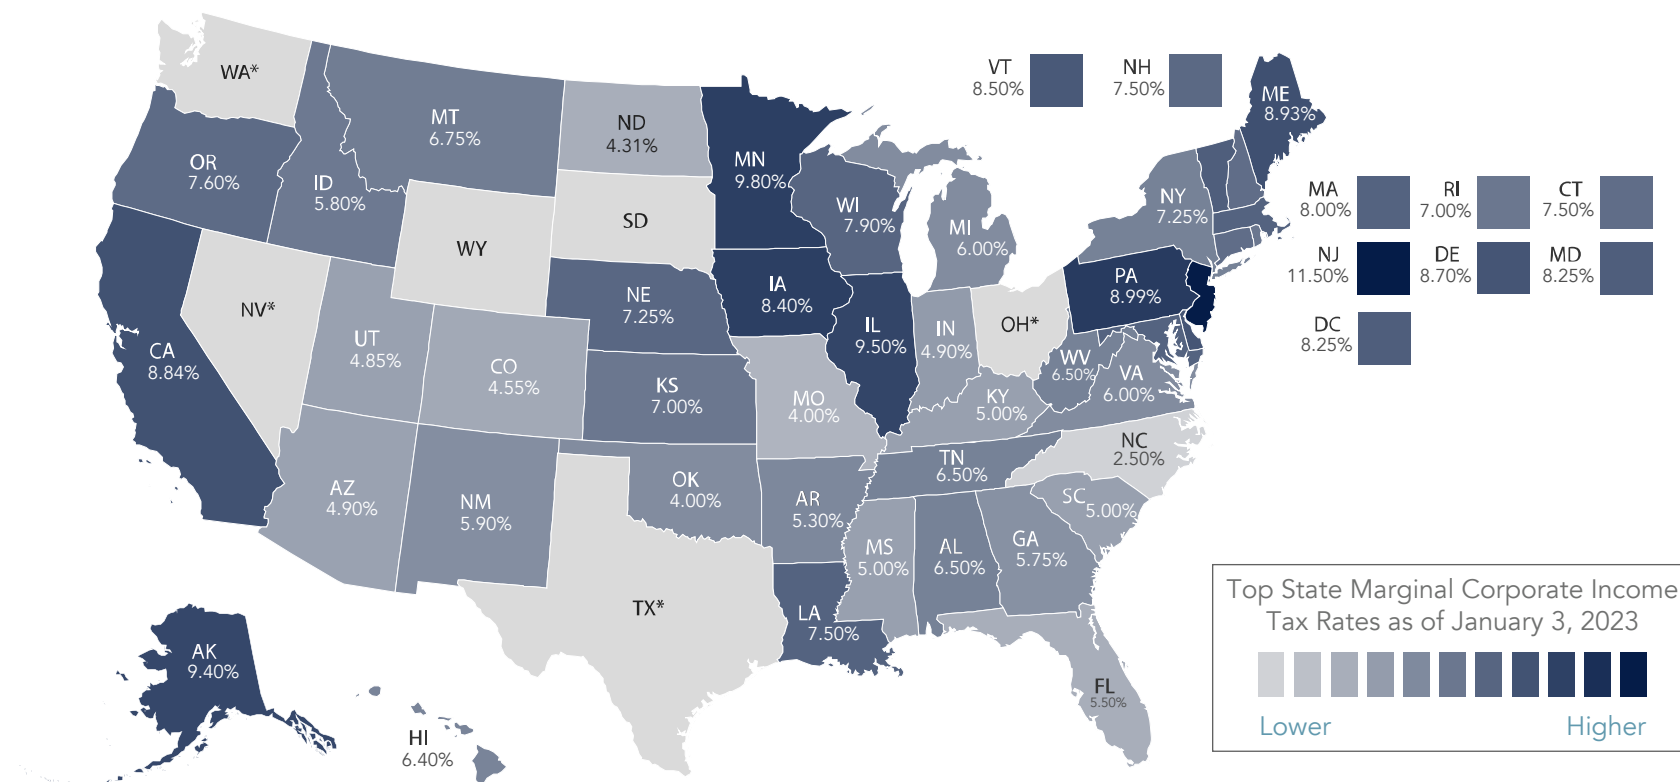 VT
8.50%
NH
7.50%
WA*
ME
8.93%
MT
6.75%
ND
4.31%
MN
9.80%
OR
7.60%
ID
5.80%
WI
7.90%
MI
6.00%
NY
7.25%
MA
8.00%
RI
7.00%
CT
7.50%
SD
WY
NJ
11.50%
DE
8.70%
MD
8.25%
PA
8.99%
NE
7.25%
IA
8.40%
NV*
UT
4.85%
IL
9.50%
IN
4.90%
OH*
DC
8.25%
CA
8.84%
CO
4.55%
KS
7.00%
MO
4.00%
KY
5.00%
WV
6.50%
VA
6.00%
NC
2.50%
TN
6.50%
AZ
4.90%
NM
5.90%
OK
4.00%
AR
5.30%
SC
5.00%
MS
5.00%
AL
6.50%
GA
5.75%
TX*
LA
7.50%
FL
5.50%
AK
9.40%
HI
6.40%
Top State Marginal Corporate Income
Tax Rates as of January 3, 2023
Lower
Higher